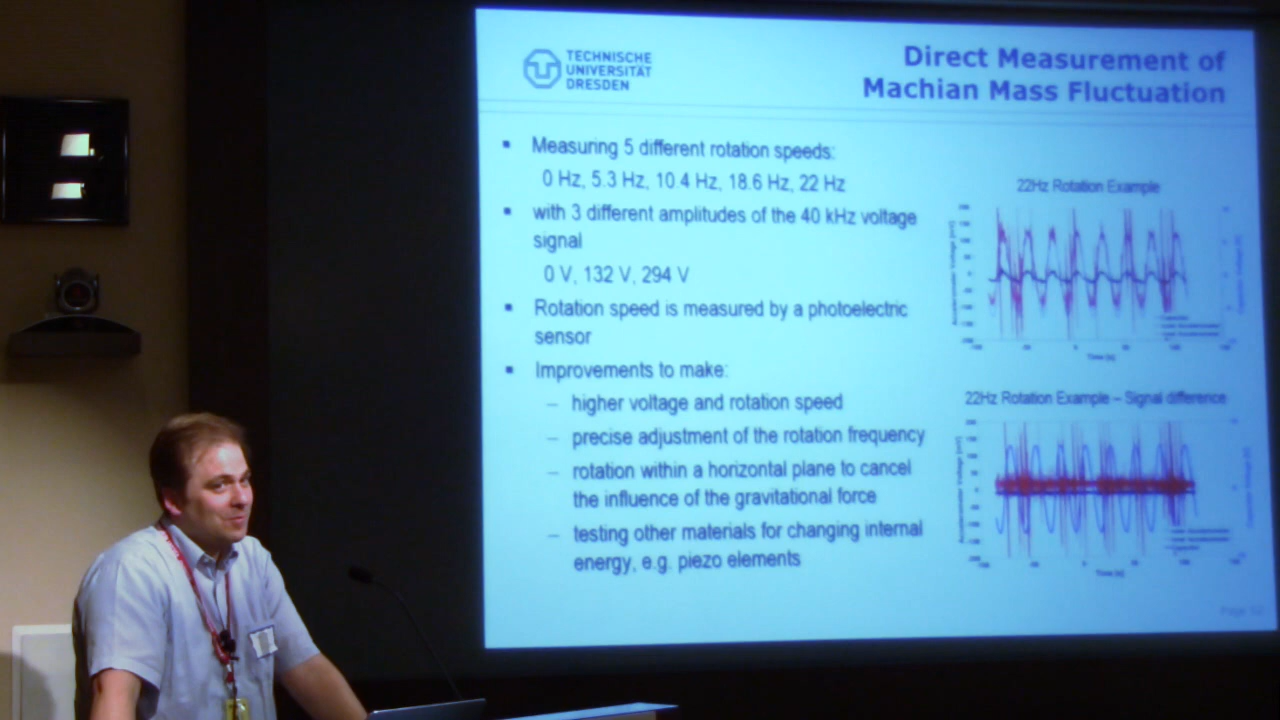 TECHNISCHE
UNIVERSITÄT
DRESDEN
Direct Measurement of
Machian Mass Fluctuation
▪ Measuring 5 different rotation speeds:
0 Hz, 5.3 Hz, 10.4 Hz, 18.6 Hz, 22 Hz
▪ with 3 different amplitudes of the 40 kHz voltage
signal
0 V, 132 V, 294 V
▪ Rotation speed is measured by a photoelectric
sensor
▪ Improvements to make:
– higher voltage and rotation speed
– precise adjustment of the rotation frequency
– rotation within a horizontal plane to cancel
the influence of the gravitational force
– testing other materials for changing internal
energy, e.g. piezo elements
22Hz Rotation Example
Time [s]
22Hz Rotation Example – Signal difference
Time [s]
Page